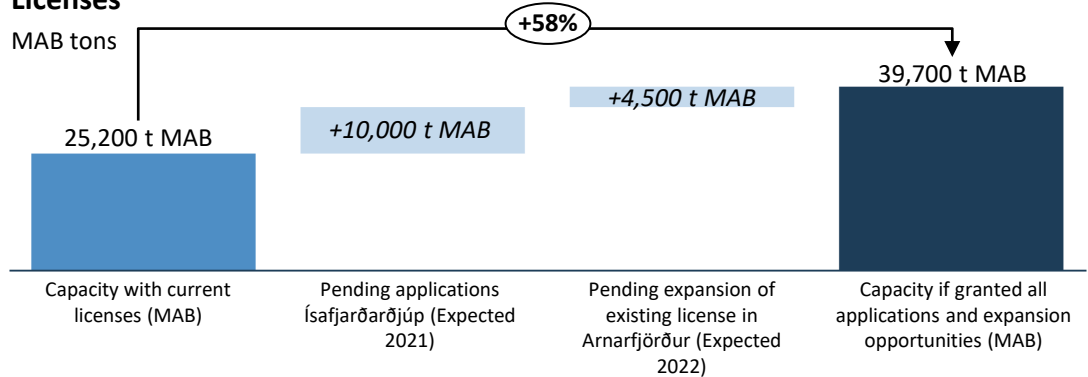 Licenses
MAB tons
+58%
25,200 t MAB
+10,000 t MAB
+4,500 t MAB
39,700 t MAB
Capacity with current
licenses (MAB)
Pending applications
Ísafjarðarðjúp (Expected
2021)
Pending expansion of
existing license in
Arnarfjörður (Expected
2022)
Capacity if granted all
applications and expansion
opportunities (MAB)